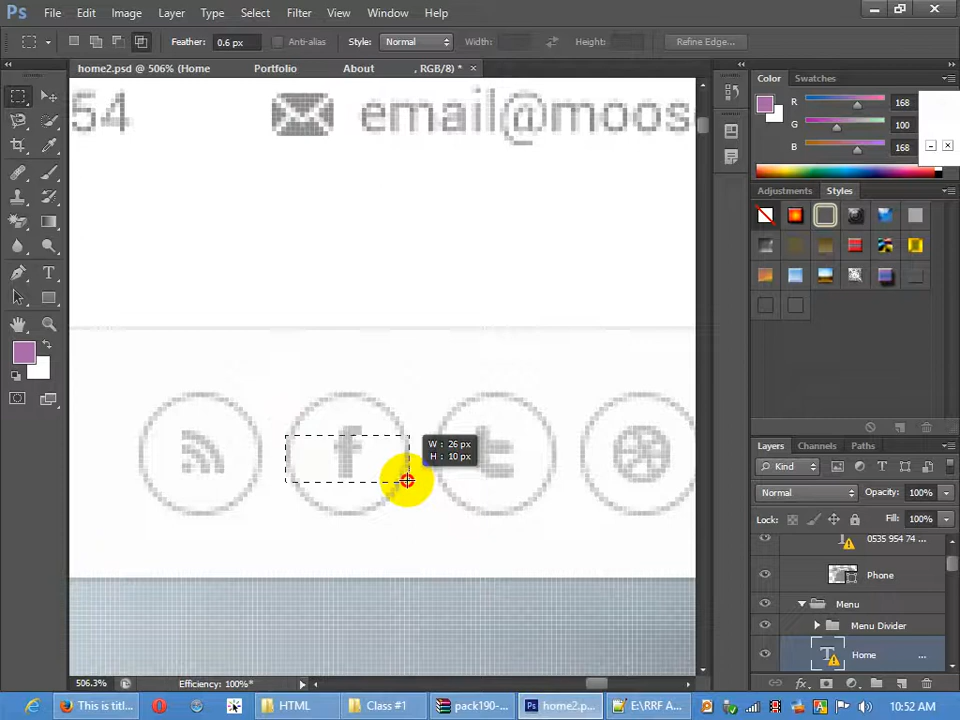 Ps File Edit Image Layer Type Select Filter View Window Help
Feather: 0.6 px Anti-alias Style: Normal Width: Height: Refine Edge...
home2.psd @ 506% (Home Portfolio About , RGB/8) * ×
Color Swatches
R 168
G 100
B 168
54 email@moos
Adjustments Styles
W : 26 px
H : 10 px
f t
Layers Channels Paths
Kind
Normal Opacity: 100%
Lock: Fill: 100%
0535 954 74 ...
Phone
Menu
Menu Divider
T Home ...
506.3% Efficiency: 100%*
This is titl... HTML Class #1 pack190-... Ps home2.p... E:\RRF A... 10:52 AM